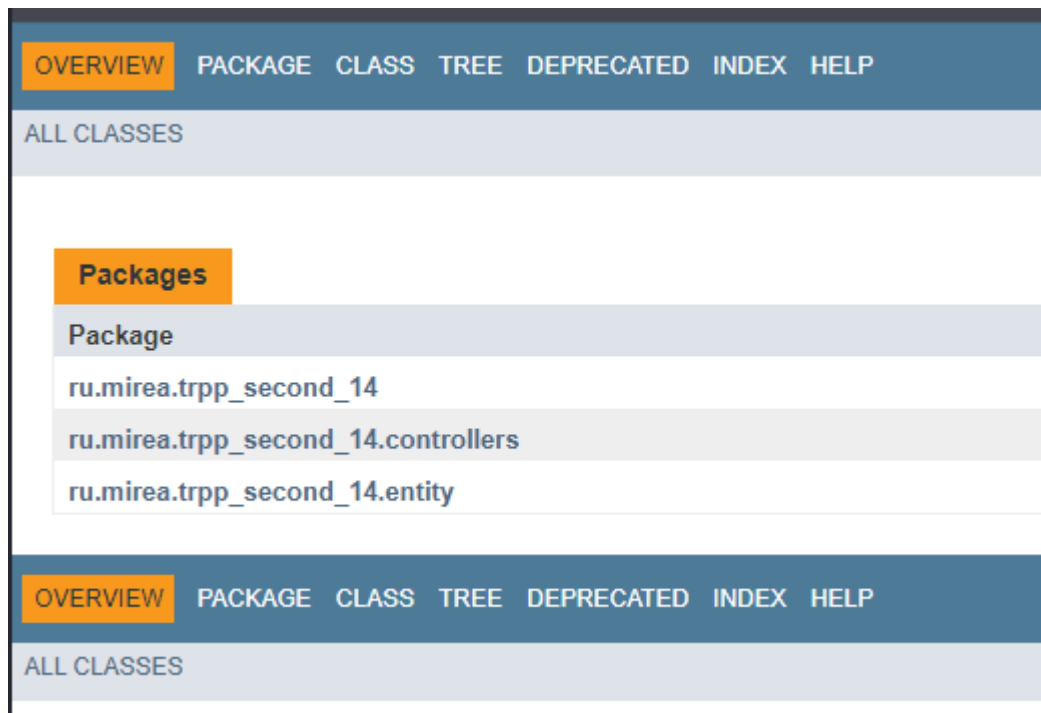 OVERVIEW PACKAGE CLASS TREE DEPRECATED INDEX HELP
ALL CLASSES
Packages
Package
ru.mirea.trpp_second_14
ru.mirea.trpp_second_14.controllers
ru.mirea.trpp_second_14.entity
OVERVIEW PACKAGE CLASS TREE DEPRECATED INDEX HELP
ALL CLASSES